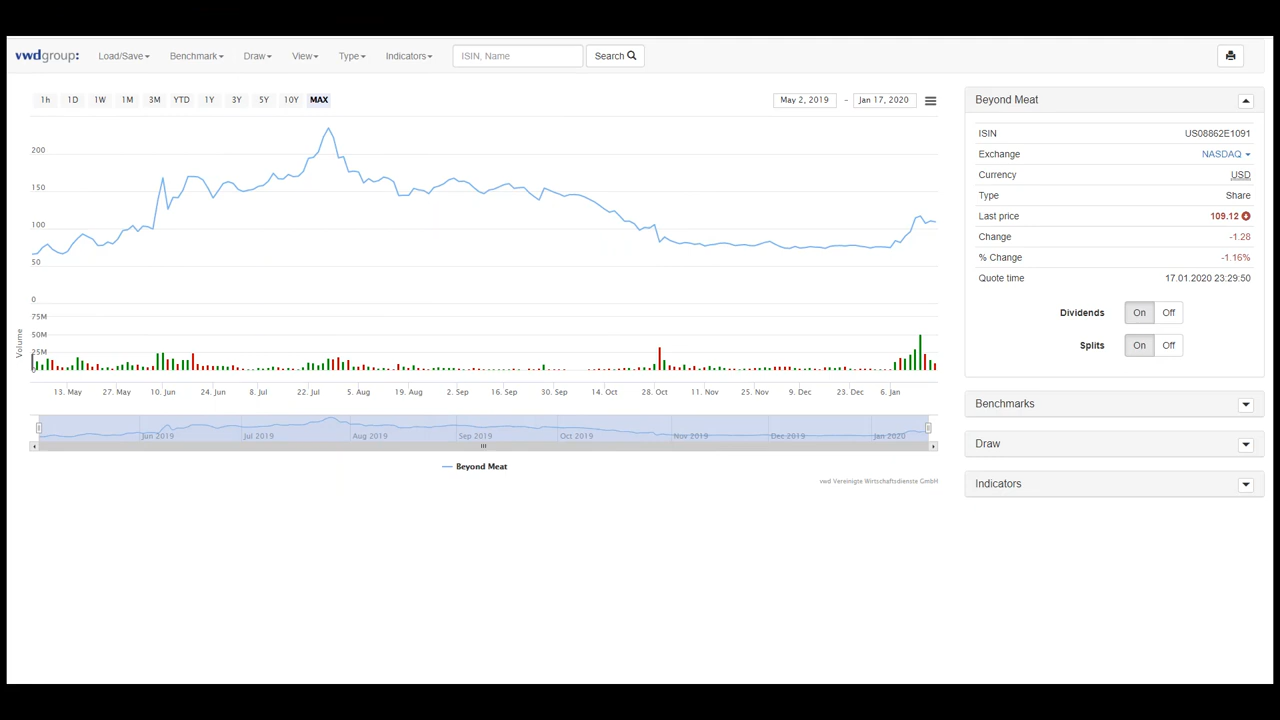 vwdgroup: Load/Save Benchmark Draw View Type Indicators ISIN, Name Search
1h 1D 1W 1M 3M YTD 1Y 3Y 5Y 10Y MAX May 2, 2019 - Jan 17, 2020
200
150
100
50
0
75M
50M
25M
0
Volume
13. May 27. May 10. Jun 24. Jun 8. Jul 22. Jul 5. Aug 19. Aug 2. Sep 16. Sep 30. Sep 14. Oct 28. Oct 11. Nov 25. Nov 9. Dec 23. Dec 6. Jan
Jun 2019 Jul 2019 Aug 2019 Sep 2019 Oct 2019 Nov 2019 Dec 2019 Jan 2020
Beyond Meat
vwd Vereinigte Wirtschaftsdienste GmbH
Beyond Meat
ISIN US08862E1091
Exchange NASDAQ
Currency USD
Type Share
Last price 109.12
Change -1.28
% Change -1.16%
Quote time 17.01.2020 23:29:50
Dividends On Off
Splits On Off
Benchmarks
Draw
Indicators